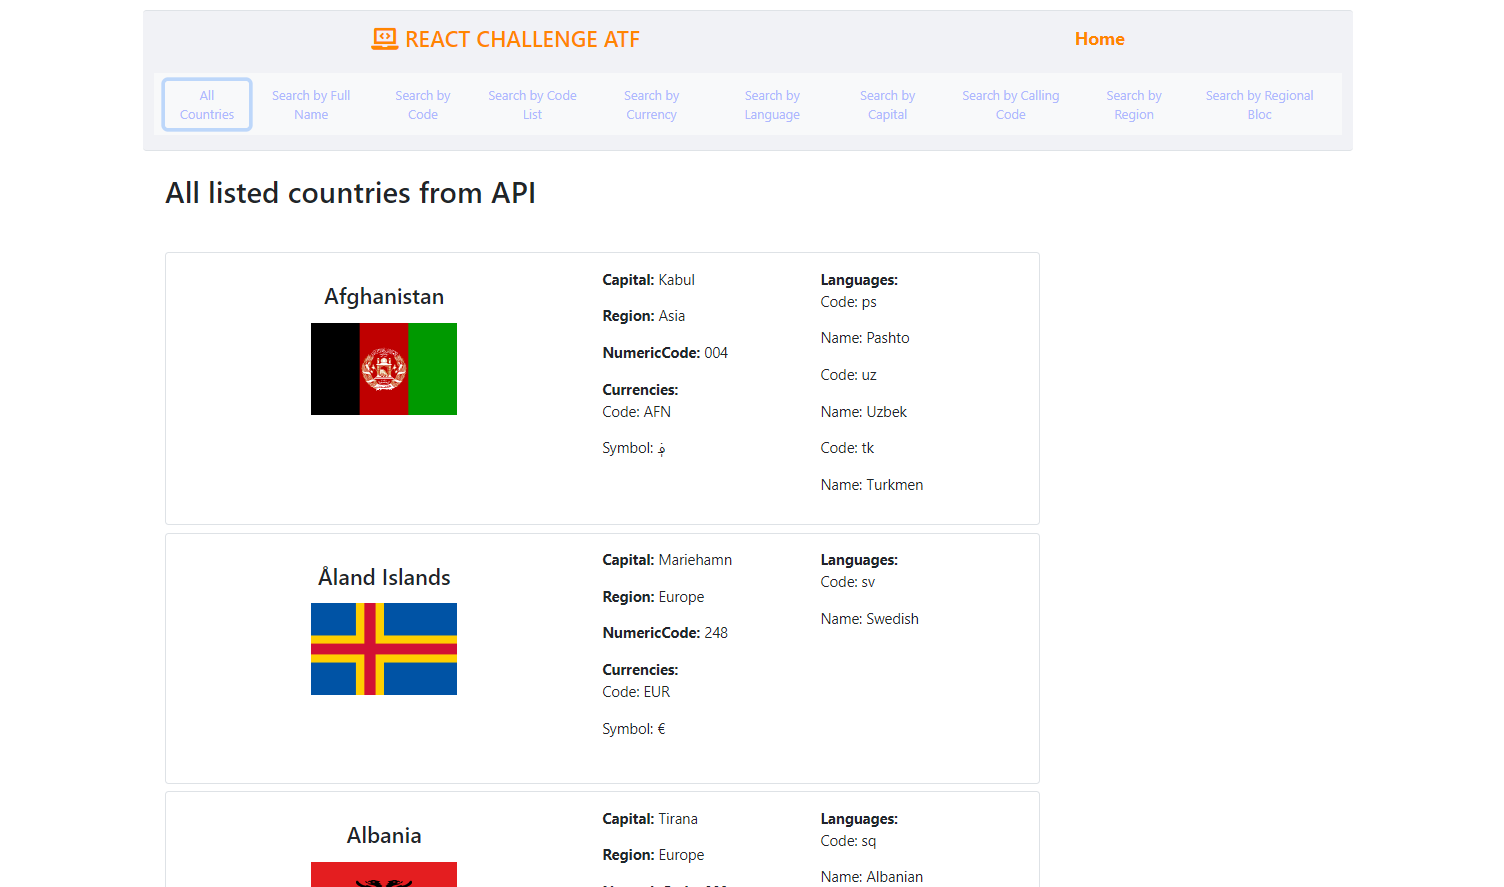 REACT CHALLENGE ATF
Home
All Countries
Search by Full Name
Search by Code
Search by Code List
Search by Currency
Search by Language
Search by Capital
Search by Calling Code
Search by Region
Search by Regional Bloc
All listed countries from API
Afghanistan
Capital: Kabul
Region: Asia
NumericCode: 004
Currencies:
Code: AFN
Symbol: ؋
Languages:
Code: ps
Name: Pashto
Code: uz
Name: Uzbek
Code: tk
Name: Turkmen
Åland Islands
Capital: Mariehamn
Region: Europe
NumericCode: 248
Currencies:
Code: EUR
Symbol: €
Languages:
Code: sv
Name: Swedish
Albania
Capital: Tirana
Region: Europe
Languages:
Code: sq
Name: Albanian